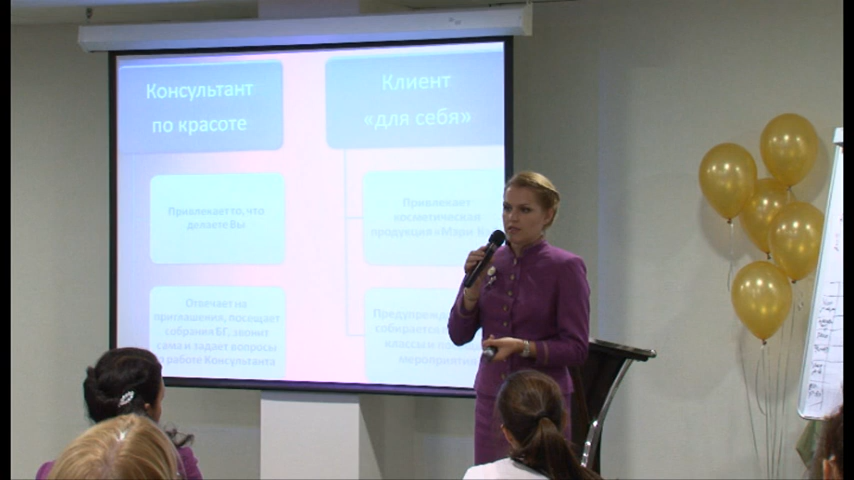 Консультант
по красоте
Клиент
«для себя»
Привлекает то, что
делаете Вы
Привлекает
косметическая
продукция «Мэри
Отвечает на
приглашения, посещает
собрания БГ, звонит
сама и задает вопросы
о работе Консультанта
собирается
классы и
мероприятия